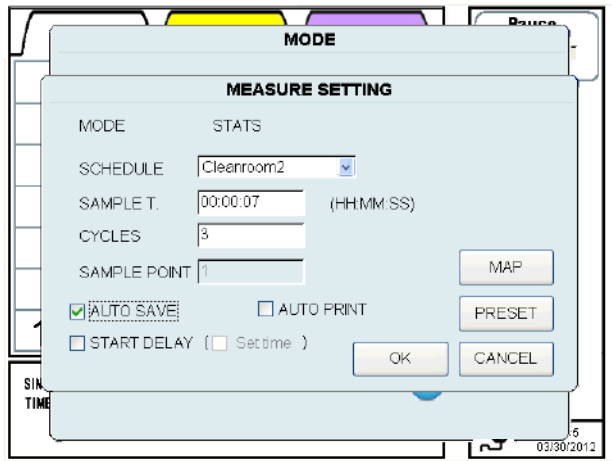 Pause
MODE
MEASURE SETTING
MODE STATS
SCHEDULE Cleanroom2
SAMPLE T. 00:00:07 (HH:MM:SS)
CYCLES 3
SAMPLE POINT 1
MAP
AUTO SAVE AUTO PRINT
PRESET
START DELAY ( Set time )
OK CANCEL
TIME
03/30/2012